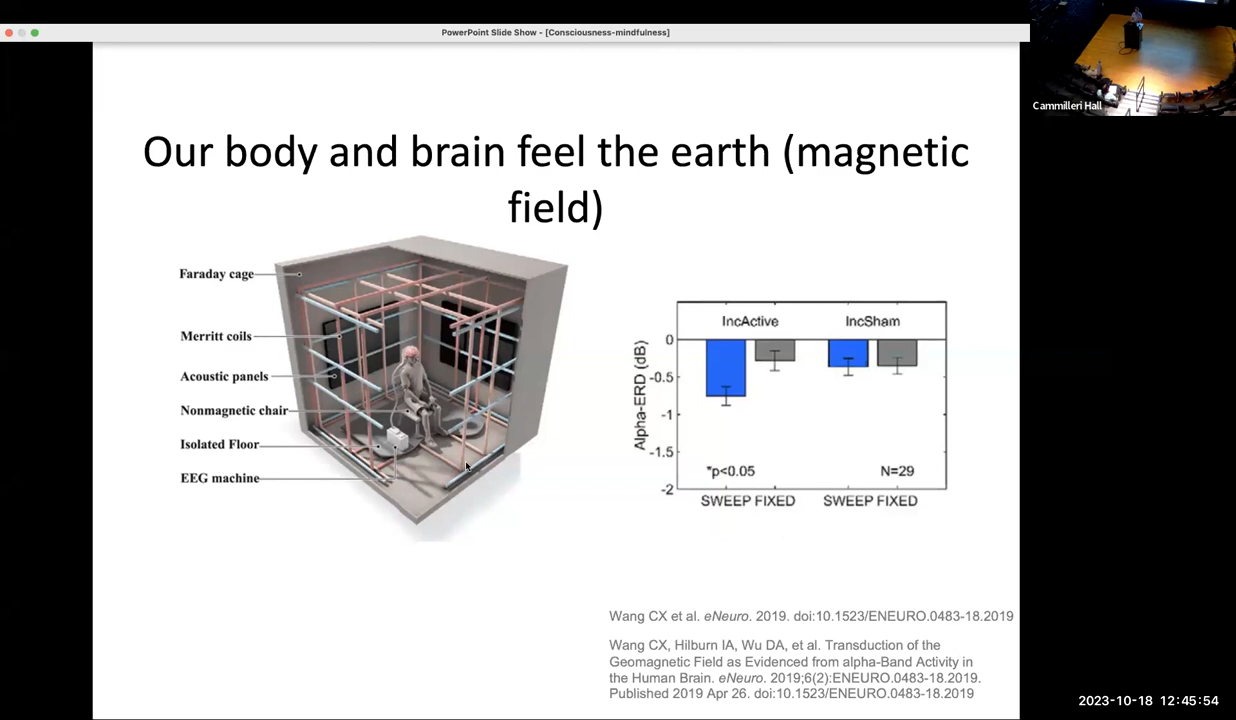 PowerPoint Slide Show - [Consciousness-mindfulness]
Cammilleri Hall
Our body and brain feel the earth (magnetic
field)
Faraday cage
Merritt coils
Acoustic panels
Nonmagnetic chair
Isolated Floor
EEG machine
IncActive
IncSham
Alpha-ERD (dB)
0
-0.5
-1
-1.5
-2
*p<0.05
N=29
SWEEP FIXED
SWEEP FIXED
Wang CX et al. eNeuro. 2019. doi:10.1523/ENEURO.0483-18.2019
Wang CX, Hilburn IA, Wu DA, et al. Transduction of the
Geomagnetic Field as Evidenced from alpha-Band Activity in
the Human Brain. eNeuro. 2019;6(2):ENEURO.0483-18.2019.
Published 2019 Apr 26. doi:10.1523/ENEURO.0483-18.2019
2023-10-18 12:45:54